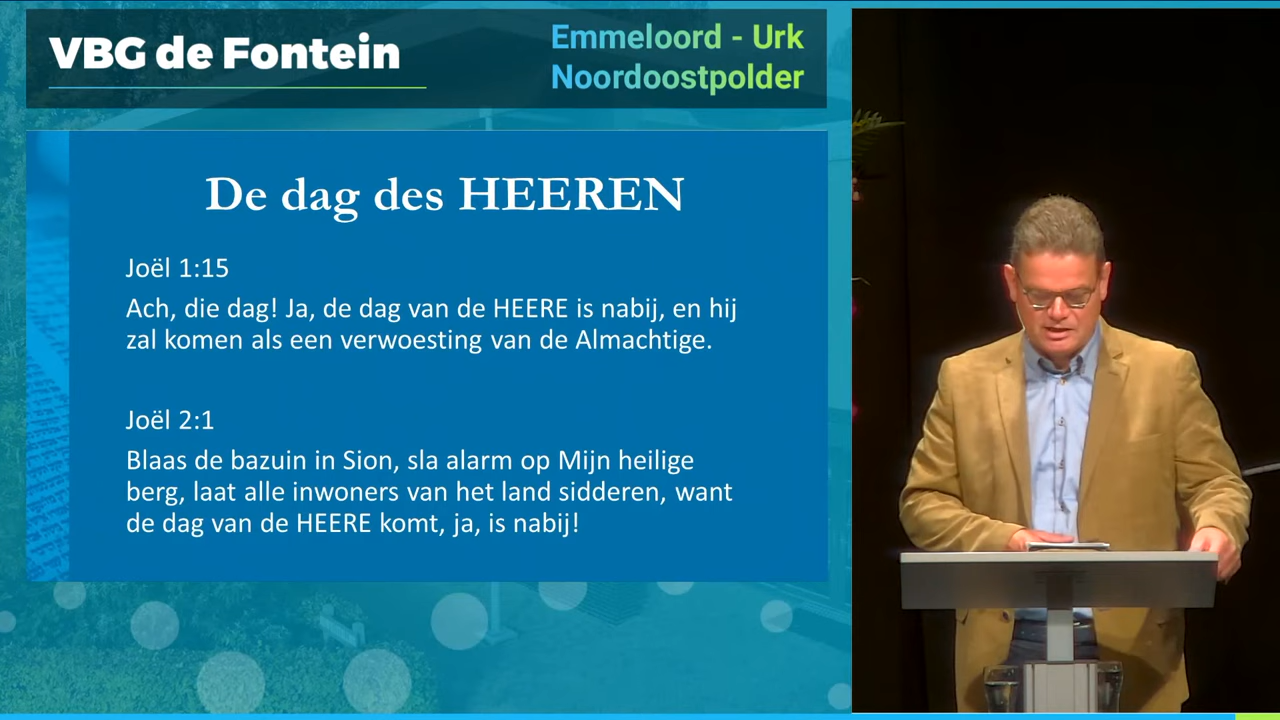 VBG de Fontein
Emmeloord - Urk
Noordoostpolder
De dag des HEEREN
Joël 1:15
Ach, die dag! Ja, de dag van de HEERE is nabij, en hij
zal komen als een verwoesting van de Almachtige.
Joël 2:1
Blaas de bazuin in Sion, sla alarm op Mijn heilige
berg, laat alle inwoners van het land sidderen, want
de dag van de HEERE komt, ja, is nabij!